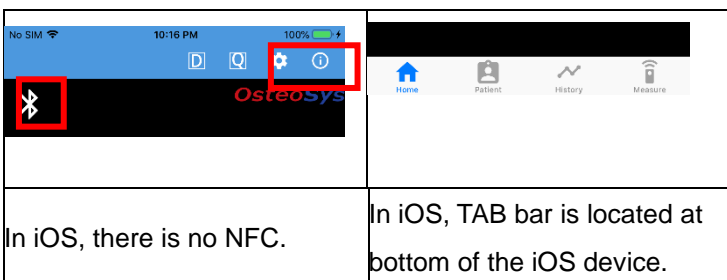 No SIM 10:16 PM 100%
D Q
OsteoSys
Home Patient History Measure
In iOS, there is no NFC.
In iOS, TAB bar is located at
bottom of the iOS device.